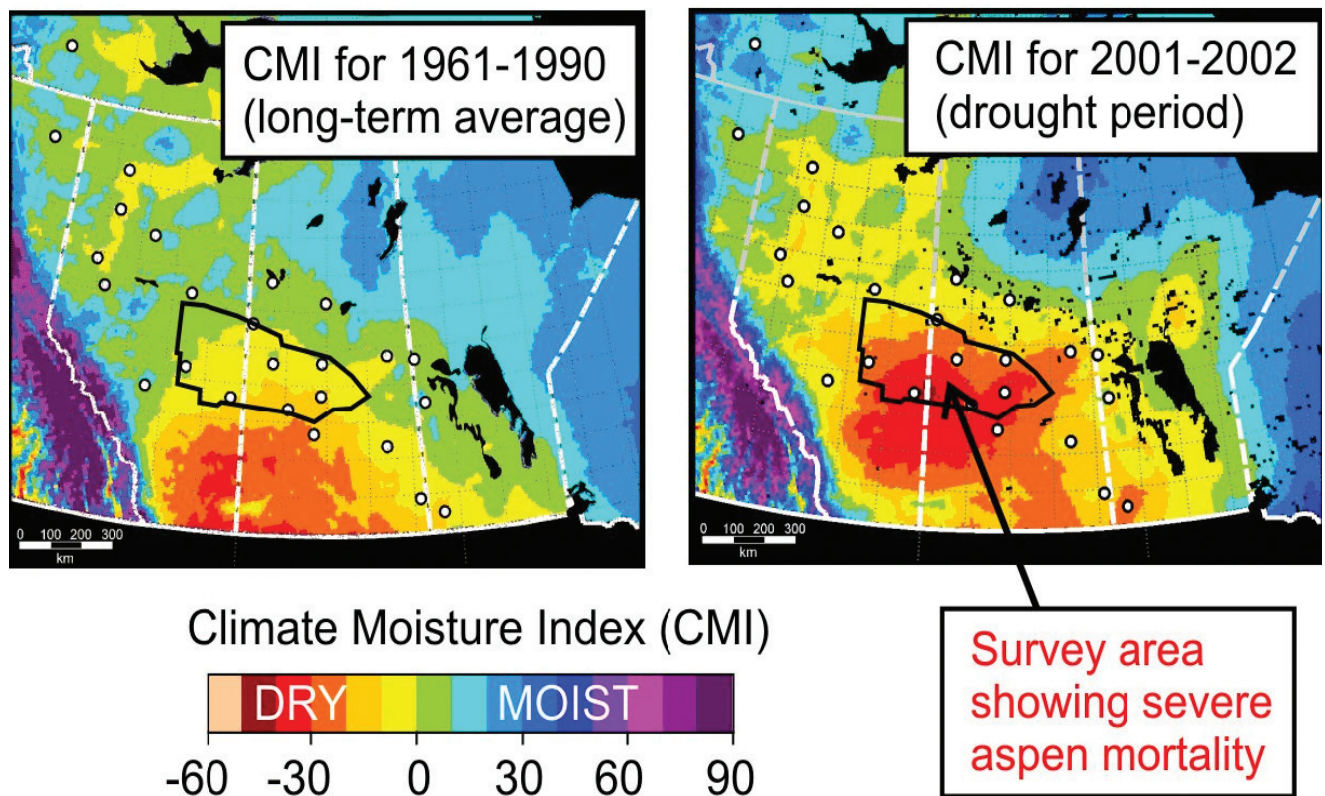 CMI for 1961-1990
(long-term average)
CMI for 2001-2002
(drought period)
0 100 200 300
km
0 100 200 300
km
Climate Moisture Index (CMI)
DRY MOIST
-60 -30 0 30 60 90
Survey area
showing severe
aspen mortality